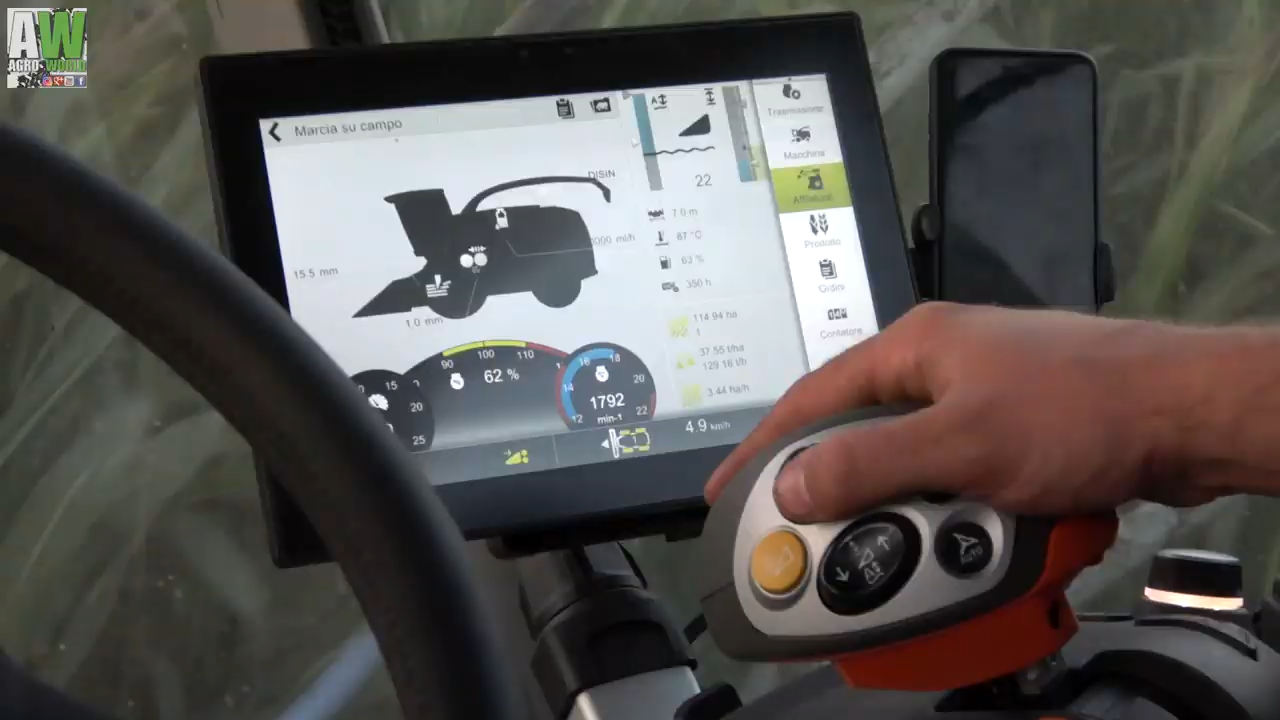 AW
AGRO WORLD
Marcia su campo
DISIN
15.5 mm
1.0 mm
22
7.0 m
87 °C
63 %
350 h
114.94 ha
1
37.55 t/ha
129.16 t/h
3.44 ha/h
Trasmissione
Macchina
Affilatura
Prodotto
Ordini
Contatore
15
20
25
90
100
110
62 %
12
14
16
18
20
22
1792
min-1
1
4.9 km/h
AUTO